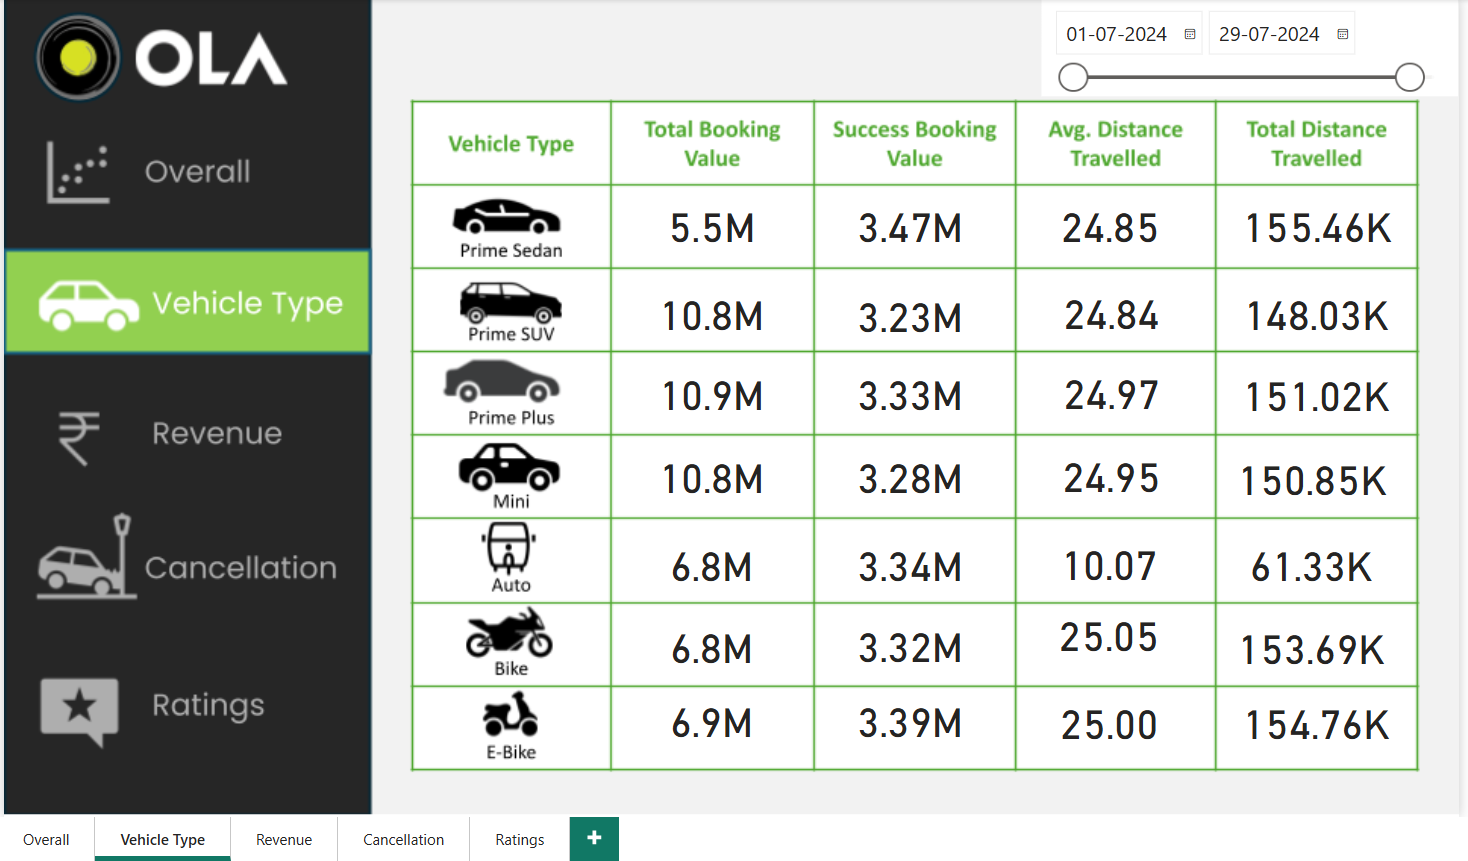 OLA
01-07-2024 29-07-2024
Overall
Vehicle Type
Revenue
Cancellation
Ratings
Vehicle Type Total Booking Value Success Booking Value Avg. Distance Travelled Total Distance Travelled
Prime Sedan 5.5M 3.47M 24.85 155.46K
Prime SUV 10.8M 3.23M 24.84 148.03K
Prime Plus 10.9M 3.33M 24.97 151.02K
Mini 10.8M 3.28M 24.95 150.85K
Auto 6.8M 3.34M 10.07 61.33K
Bike 6.8M 3.32M 25.05 153.69K
E-Bike 6.9M 3.39M 25.00 154.76K
Overall Vehicle Type Revenue Cancellation Ratings +